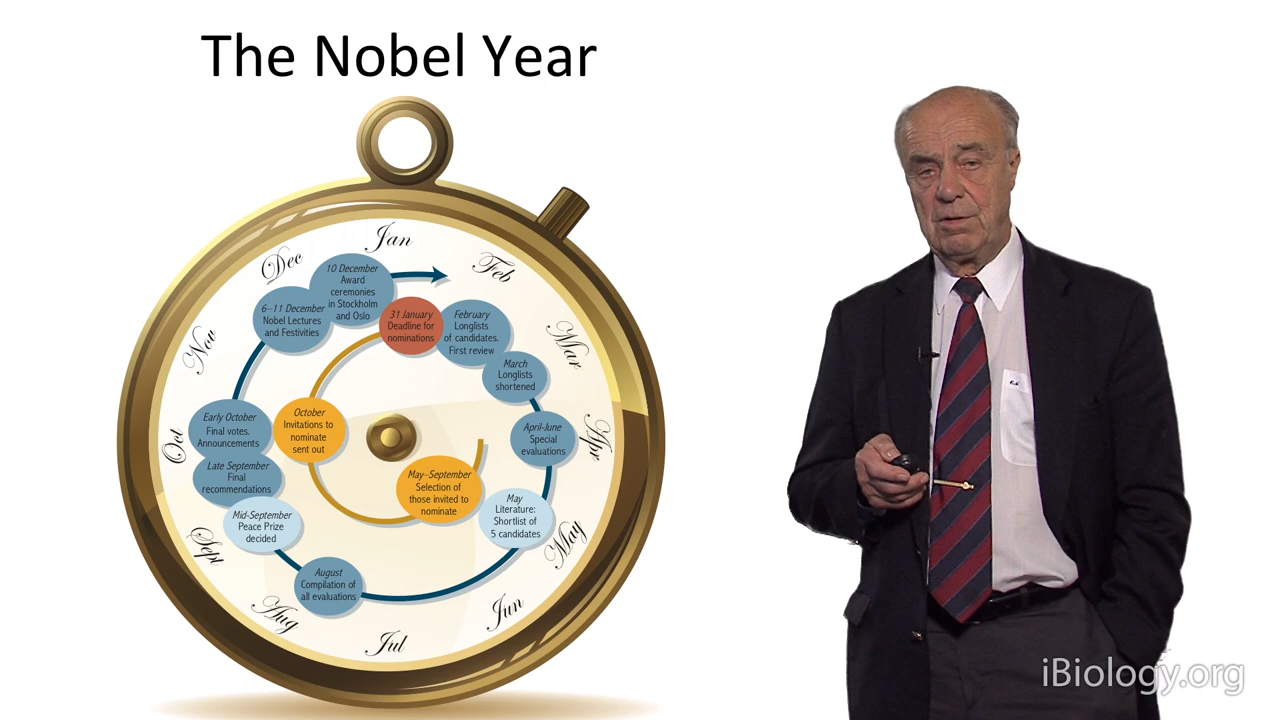 The Nobel Year
Jan
Feb
Mar
Apr
May
Jun
Jul
Aug
Sept
Oct
Nov
Dec
31 January
Deadline for
nominations
February
Longlists
of candidates.
First review
March
Longlists
shortened
April-June
Special
evaluations
May
Literature:
Shortlist of
5 candidates
May–September
Selection of
those invited to
nominate
August
Compilation of
all evaluations
Mid-September
Peace Prize
decided
Late September
Final
recommendations
Early October
Final votes.
Announcements
October
Invitations to
nominate
sent out
6–11 December
Nobel Lectures
and Festivities
10 December
Award
ceremonies
in Stockholm
and Oslo
iBiology.org